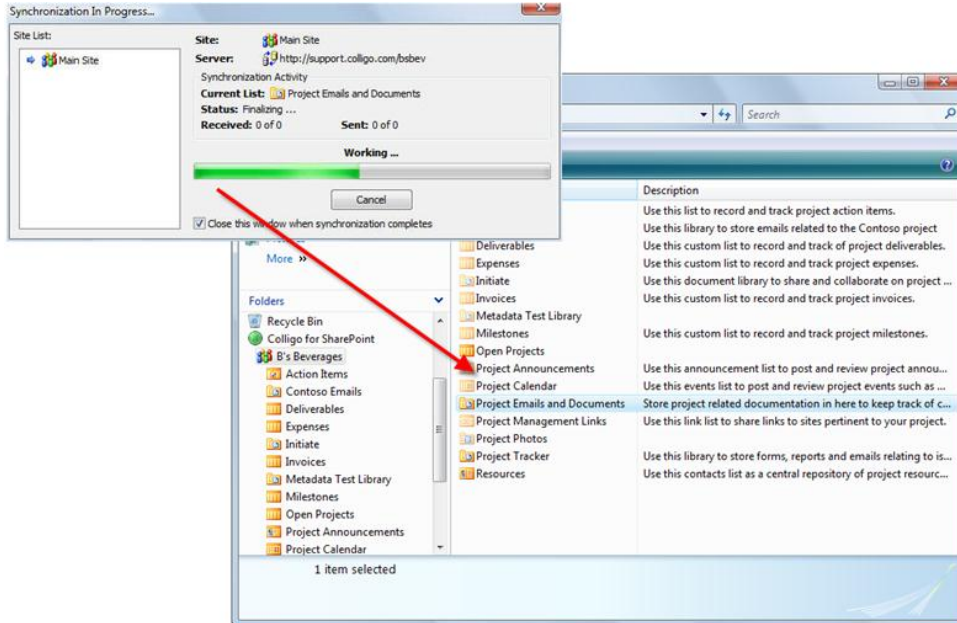 Synchronization In Progress...
Site List:
Main Site
Site: Main Site
Server: http://support.colligo.com/bsbev
Synchronization Activity
Current List: Project Emails and Documents
Status: Finalizing ...
Received: 0 of 0 Sent: 0 of 0
Working ...
Cancel
Close this window when synchronization completes
Search
Description
Use this list to record and track project action items.
Use this library to store emails related to the Contoso project
Deliverables Use this custom list to record and track of project deliverables.
Expenses Use this custom list to record and track project expenses.
Initiate Use this document library to share and collaborate on project ...
Invoices Use this custom list to record and track project invoices.
Metadata Test Library
Milestones Use this custom list to record and track project milestones.
Open Projects
Project Announcements Use this announcement list to post and review project annou...
Project Calendar Use this events list to post and review project events such as ...
Project Emails and Documents Store project related documentation in here to keep track of c...
Project Management Links Use this link list to share links to sites pertinent to your project.
Project Photos
Project Tracker Use this library to store forms, reports and emails relating to is...
Resources Use this contacts list as a central repository of project resourc...
More »
Folders
Recycle Bin
Colligo for SharePoint
B's Beverages
Action Items
Contoso Emails
Deliverables
Expenses
Initiate
Invoices
Metadata Test Library
Milestones
Open Projects
Project Announcements
Project Calendar
1 item selected